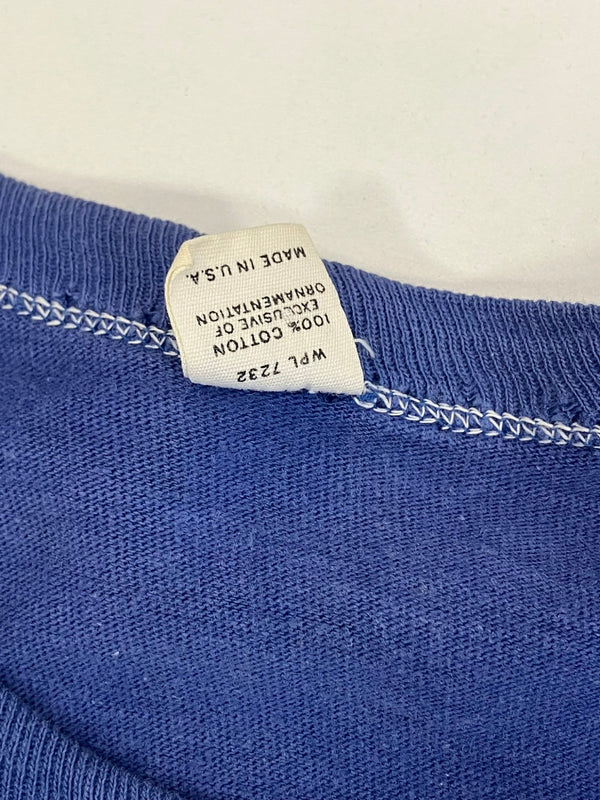 WPL 7232
100% COTTON
EXCLUSIVE OF
ORNAMENTATION
MADE IN U.S.A.